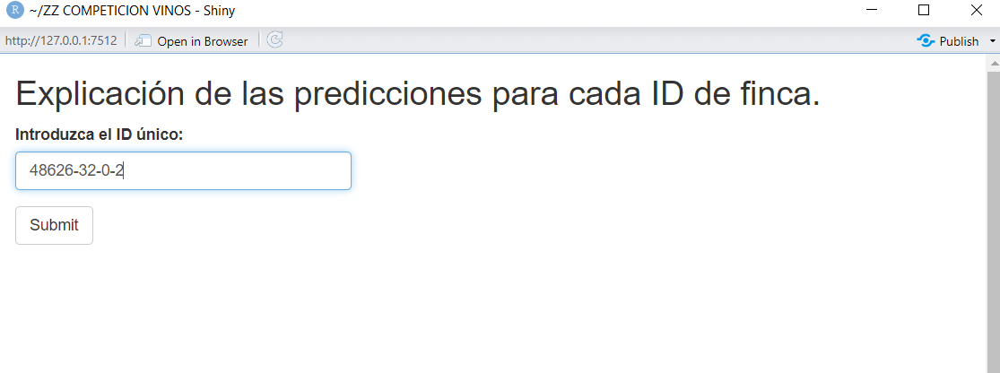 R ~/ZZ COMPETICION VINOS - Shiny
http://127.0.0.1:7512 Open in Browser Publish
Explicación de las predicciones para cada ID de finca.
Introduzca el ID único:
48626-32-0-2
Submit